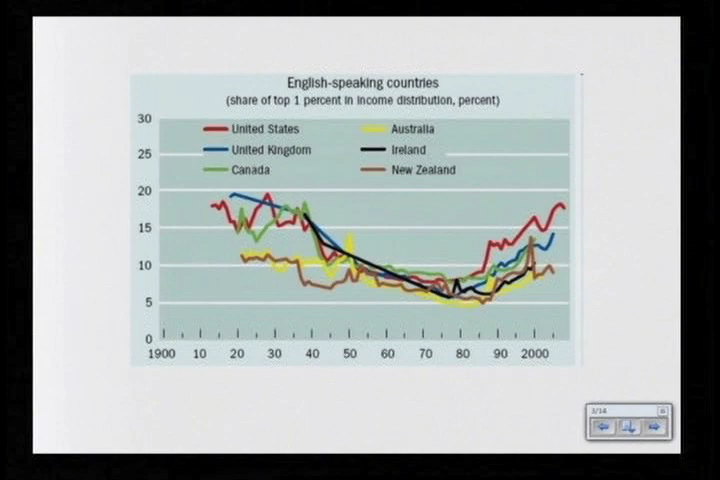 English-speaking countries
(share of top 1 percent in income distribution, percent)
30
25
20
15
10
5
0
United States
Australia
United Kingdom
Ireland
Canada
New Zealand
1900 10 20 30 40 50 60 70 80 90 2000
3/14